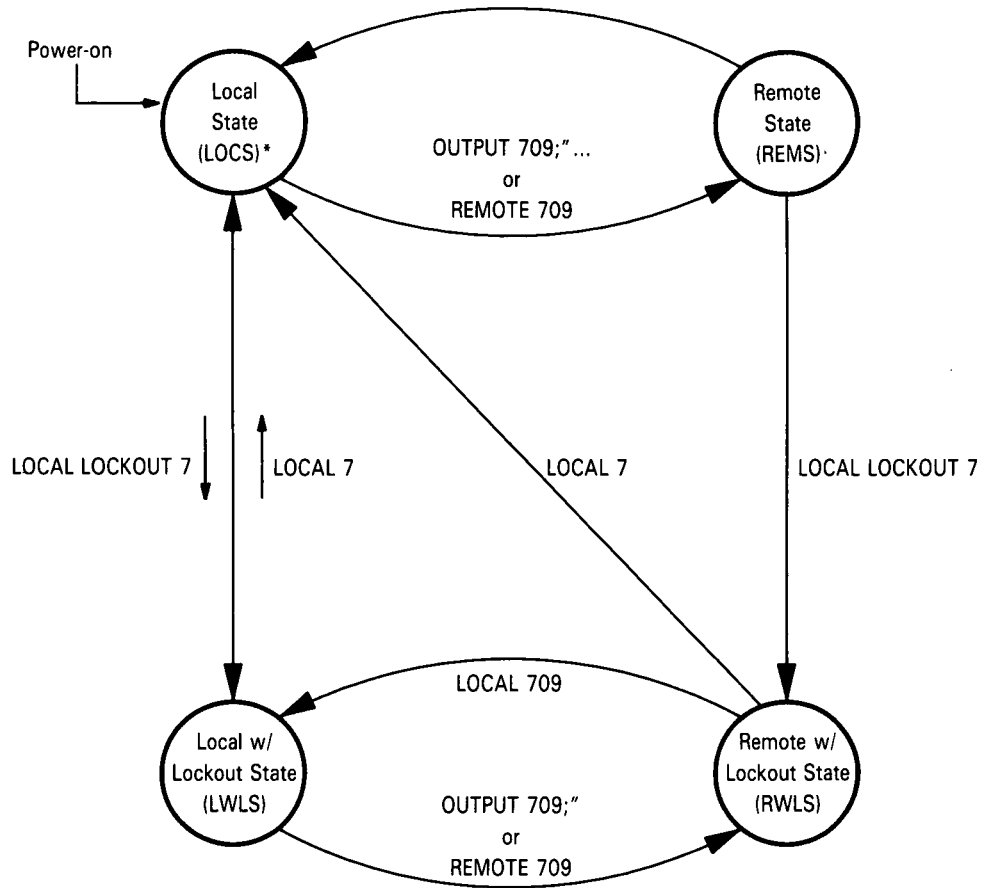 Power-on
Local
State
(LOCS)*
Remote
State
(REMS)
OUTPUT 709;"...
or
REMOTE 709
LOCAL LOCKOUT 7
LOCAL 7
LOCAL 7
LOCAL LOCKOUT 7
LOCAL 709
Local w/
Lockout State
(LWLS)
Remote w/
Lockout State
(RWLS)
OUTPUT 709;"
or
REMOTE 709